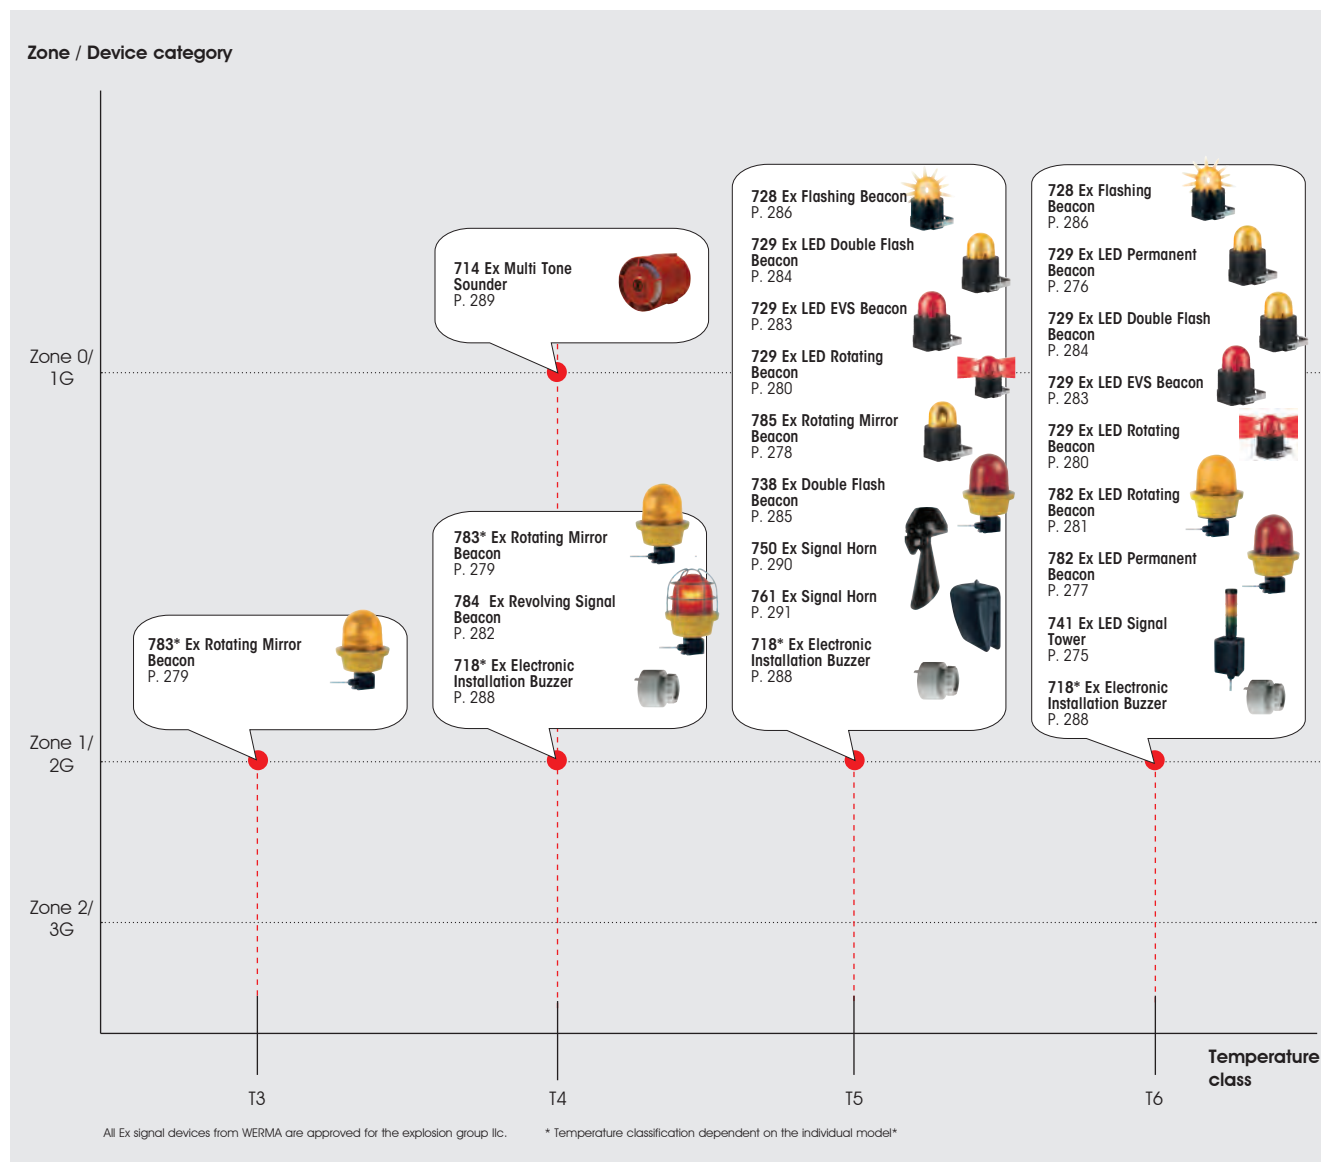 Zone / Device category
Zone 0/
1G
Zone 1/
2G
Zone 2/
3G
783* Ex Rotating Mirror
Beacon
P. 279
714 Ex Multi Tone
Sounder
P. 289
783* Ex Rotating Mirror
Beacon
P. 279
784 Ex Revolving Signal
Beacon
P. 282
718* Ex Electronic
Installation Buzzer
P. 288
728 Ex Flashing Beacon
P. 286
729 Ex LED Double Flash
Beacon
P. 284
729 Ex LED EVS Beacon
P. 283
729 Ex LED Rotating
Beacon
P. 280
785 Ex Rotating Mirror
Beacon
P. 278
738 Ex Double Flash
Beacon
P. 285
750 Ex Signal Horn
P. 290
761 Ex Signal Horn
P. 291
718* Ex Electronic
Installation Buzzer
P. 288
728 Ex Flashing
Beacon
P. 286
729 Ex LED Permanent
Beacon
P. 276
729 Ex LED Double Flash
Beacon
P. 284
729 Ex LED EVS Beacon
P. 283
729 Ex LED Rotating
Beacon
P. 280
782 Ex LED Rotating
Beacon
P. 281
782 Ex LED Permanent
Beacon
P. 277
741 Ex LED Signal
Tower
P. 275
718* Ex Electronic
Installation Buzzer
P. 288
Temperature
class
T3
T4
T5
T6
All Ex signal devices from WERMA are approved for the explosion group IIc.
* Temperature classification dependent on the individual model*